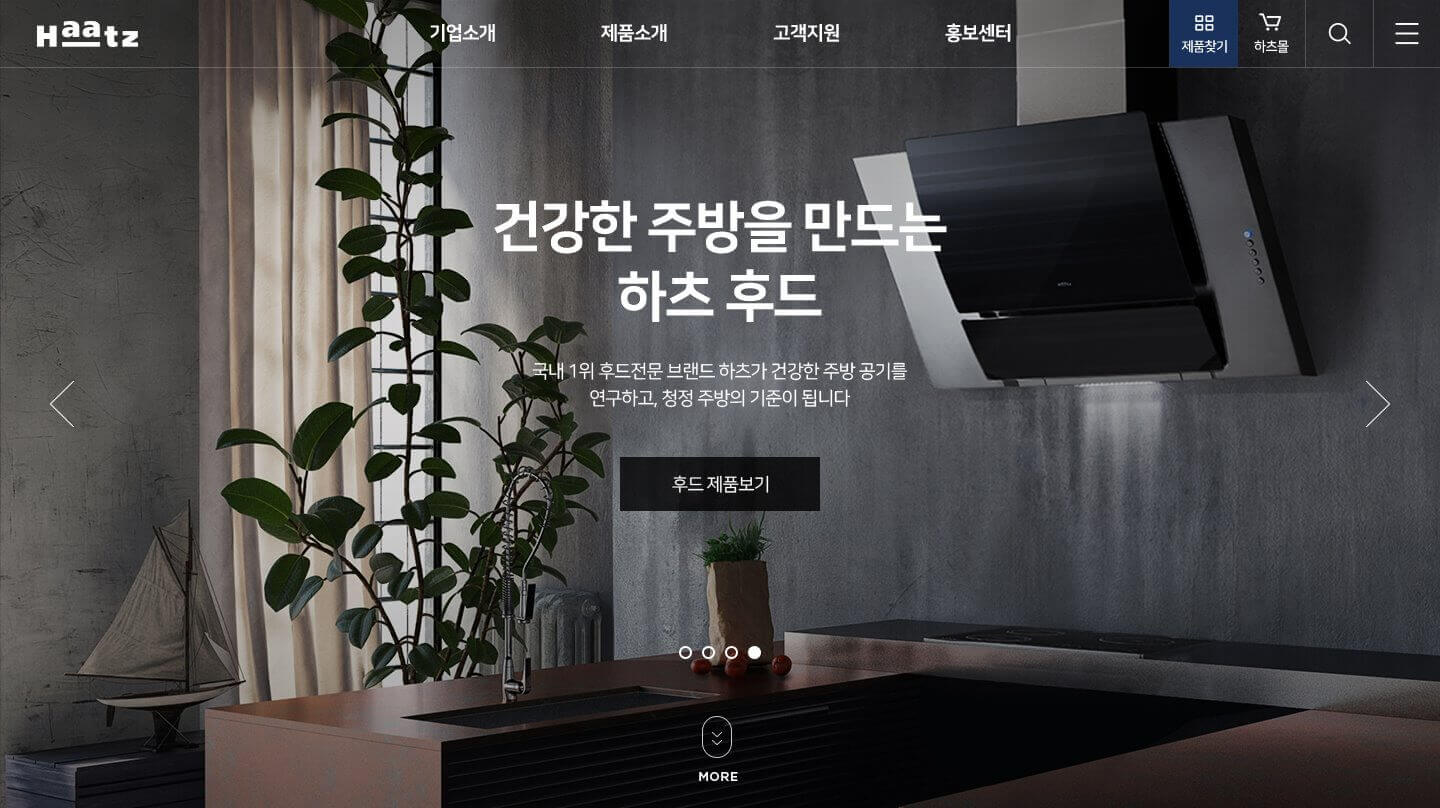 Haatz
기업소개
제품소개
고객지원
홍보센터
제품찾기
하츠몰
건강한 주방을 만드는
하츠 후드
국내 1위 후드전문 브랜드 하츠가 건강한 주방 공기를
연구하고, 청정 주방의 기준이 됩니다
후드 제품보기
MORE